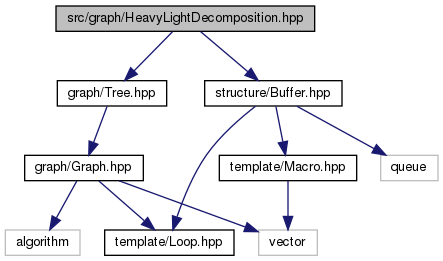 src/graph/HeavyLightDecomposition.hpp
graph/Tree.hpp
structure/Buffer.hpp
graph/Graph.hpp
template/Macro.hpp
queue
algorithm
template/Loop.hpp
vector